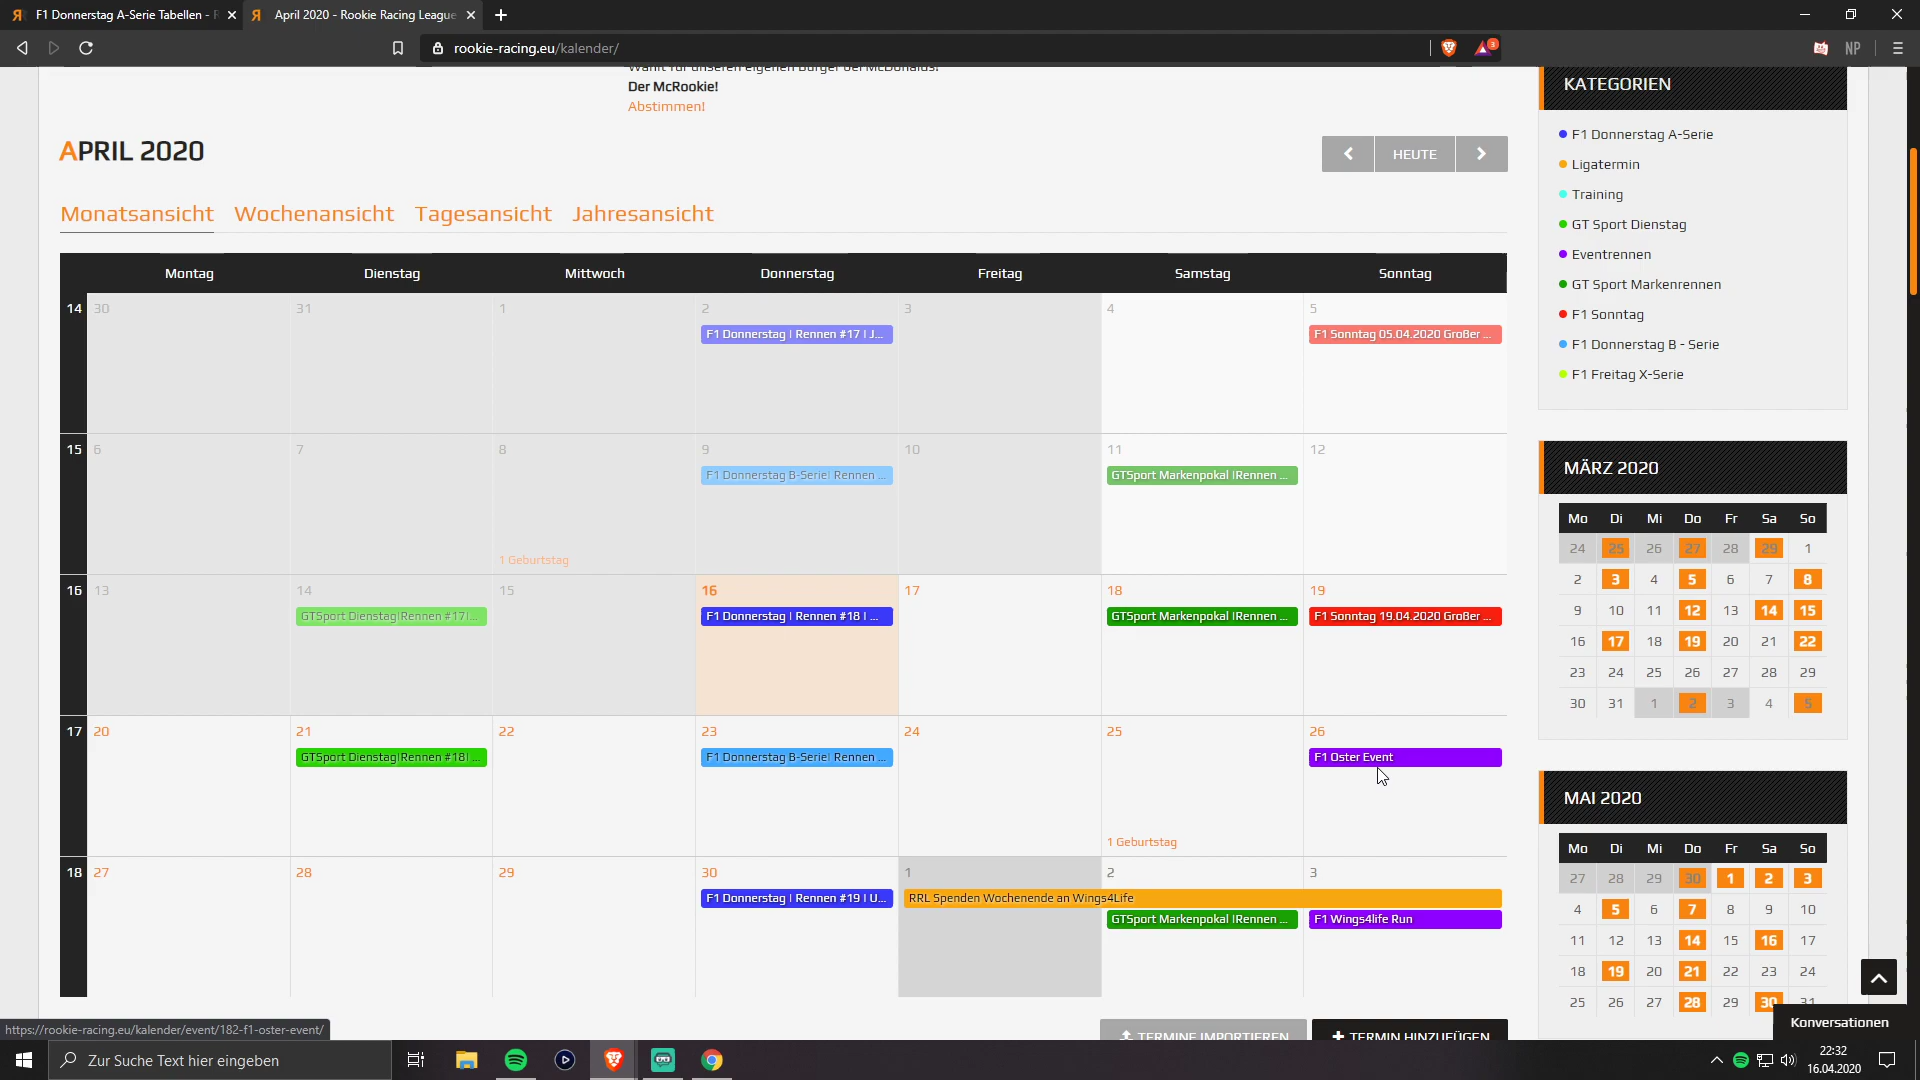 F1 Donnerstag A-Serie Tabellen -
April 2020 - Rookie Racing League
rookie-racing.eu/kalender/
3
NP
Wählt für unseren eigenen Burger bei McDonalds!
Der McRookie!
Abstimmen!
APRIL 2020
HEUTE
Monatsansicht Wochenansicht Tagesansicht Jahresansicht
Montag Dienstag Mittwoch Donnerstag Freitag Samstag Sonntag
14 30 31 1 2 3 4 5
F1 Donnerstag | Rennen #17 | J... F1 Sonntag 05.04.2020 Großer ...
15 6 7 8 9 10 11 12
F1 Donnerstag B-Serie| Rennen ... GTSport Markenpokal |Rennen ...
1 Geburtstag
16 13 14 15 16 17 18 19
GTSport Dienstag|Rennen #17|... F1 Donnerstag | Rennen #18 | ... GTSport Markenpokal |Rennen ... F1 Sonntag 19.04.2020 Großer ...
17 20 21 22 23 24 25 26
GTSport Dienstag|Rennen #18| ... F1 Donnerstag B-Serie| Rennen ... F1 Oster Event
1 Geburtstag
18 27 28 29 30 1 2 3
F1 Donnerstag | Rennen #19 | U... RRL Spenden Wochenende an Wings4Life
GTSport Markenpokal |Rennen ... F1 Wings4life Run
TERMINE IMPORTIEREN TERMIN HINZUFÜGEN
KATEGORIEN
F1 Donnerstag A-Serie
Ligatermin
Training
GT Sport Dienstag
Eventrennen
GT Sport Markenrennen
F1 Sonntag
F1 Donnerstag B - Serie
F1 Freitag X-Serie
MÄRZ 2020
Mo Di Mi Do Fr Sa So
24 25 26 27 28 29 1
2 3 4 5 6 7 8
9 10 11 12 13 14 15
16 17 18 19 20 21 22
23 24 25 26 27 28 29
30 31 1 2 3 4 5
MAI 2020
Mo Di Mi Do Fr Sa So
27 28 29 30 1 2 3
4 5 6 7 8 9 10
11 12 13 14 15 16 17
18 19 20 21 22 23 24
25 26 27 28 29 30 31
Konversationen
https://rookie-racing.eu/kalender/event/182-f1-oster-event/
Zur Suche Text hier eingeben
22:32
16.04.2020